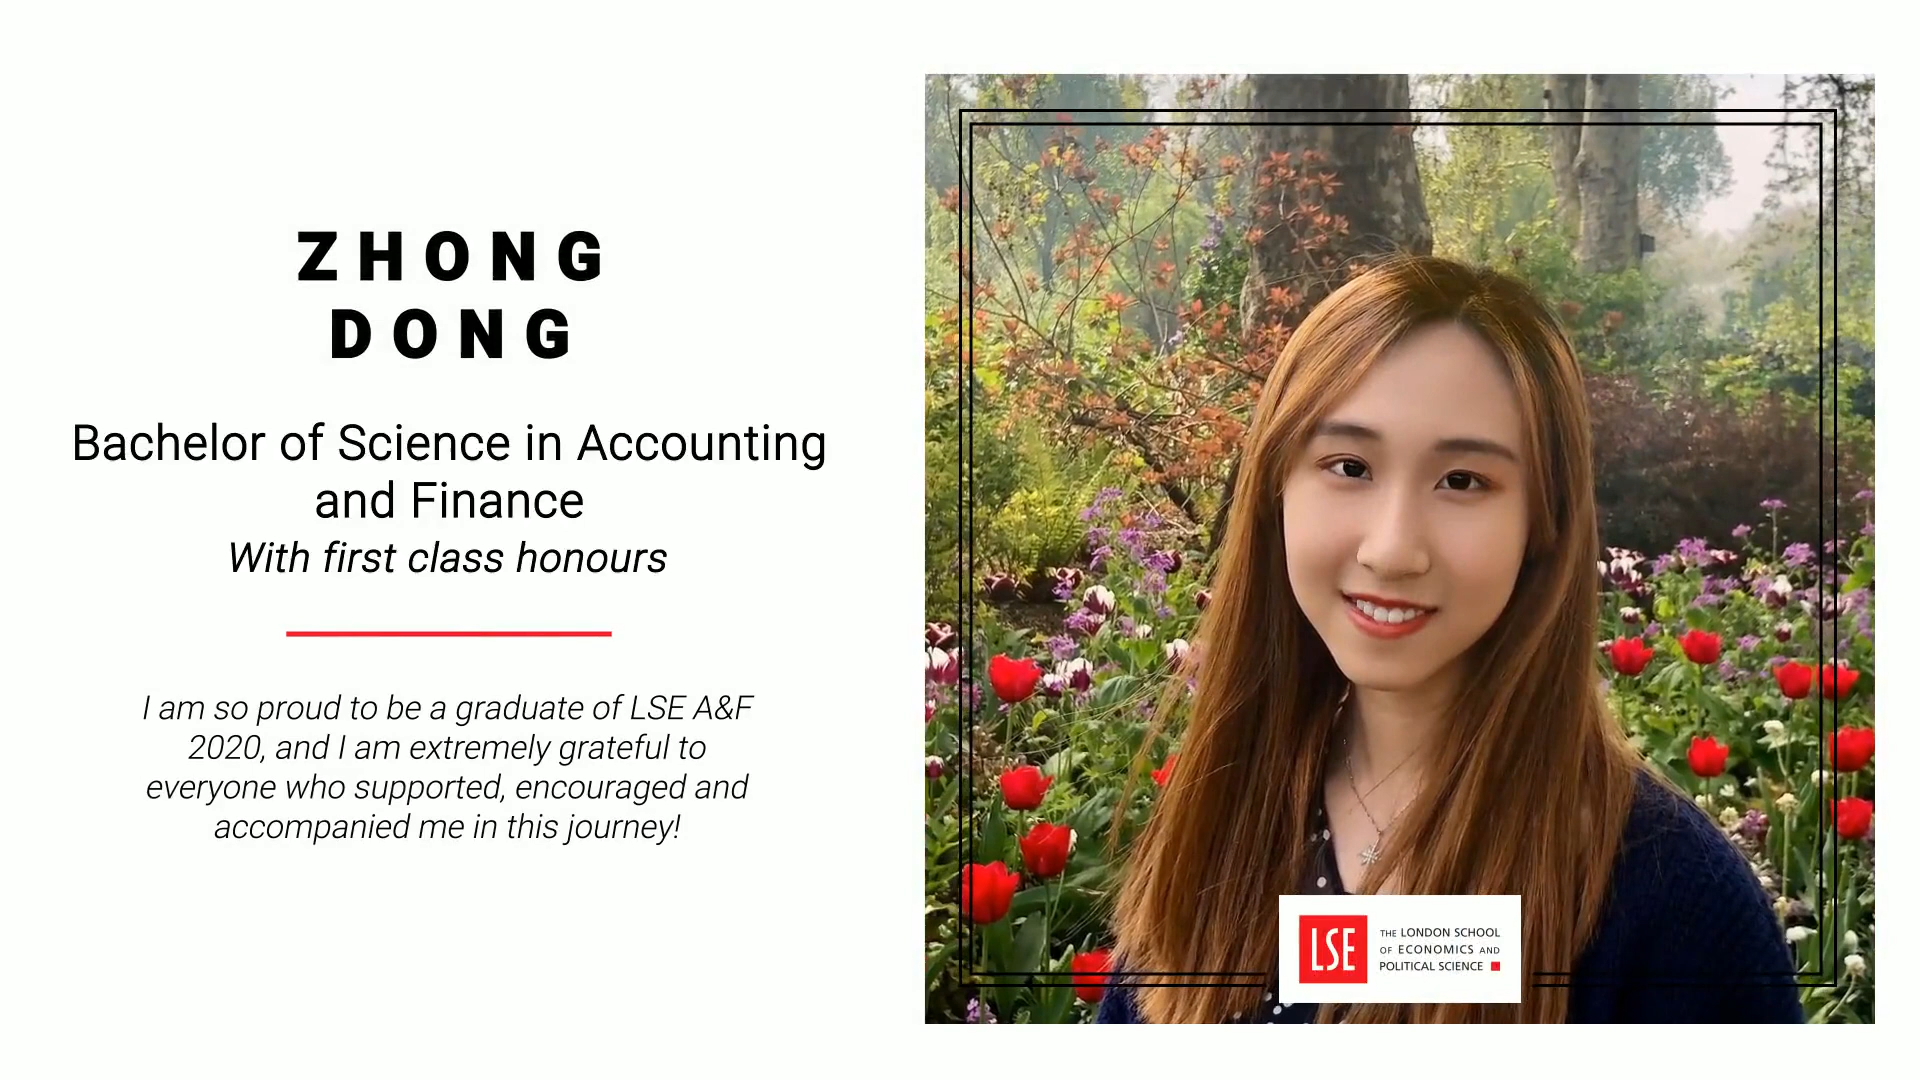 ZHONG
DONG
Bachelor of Science in Accounting
and Finance
With first class honours
I am so proud to be a graduate of LSE A&F
2020, and I am extremely grateful to
everyone who supported, encouraged and
accompanied me in this journey!
LSE
THE LONDON SCHOOL
OF ECONOMICS AND
POLITICAL SCIENCE